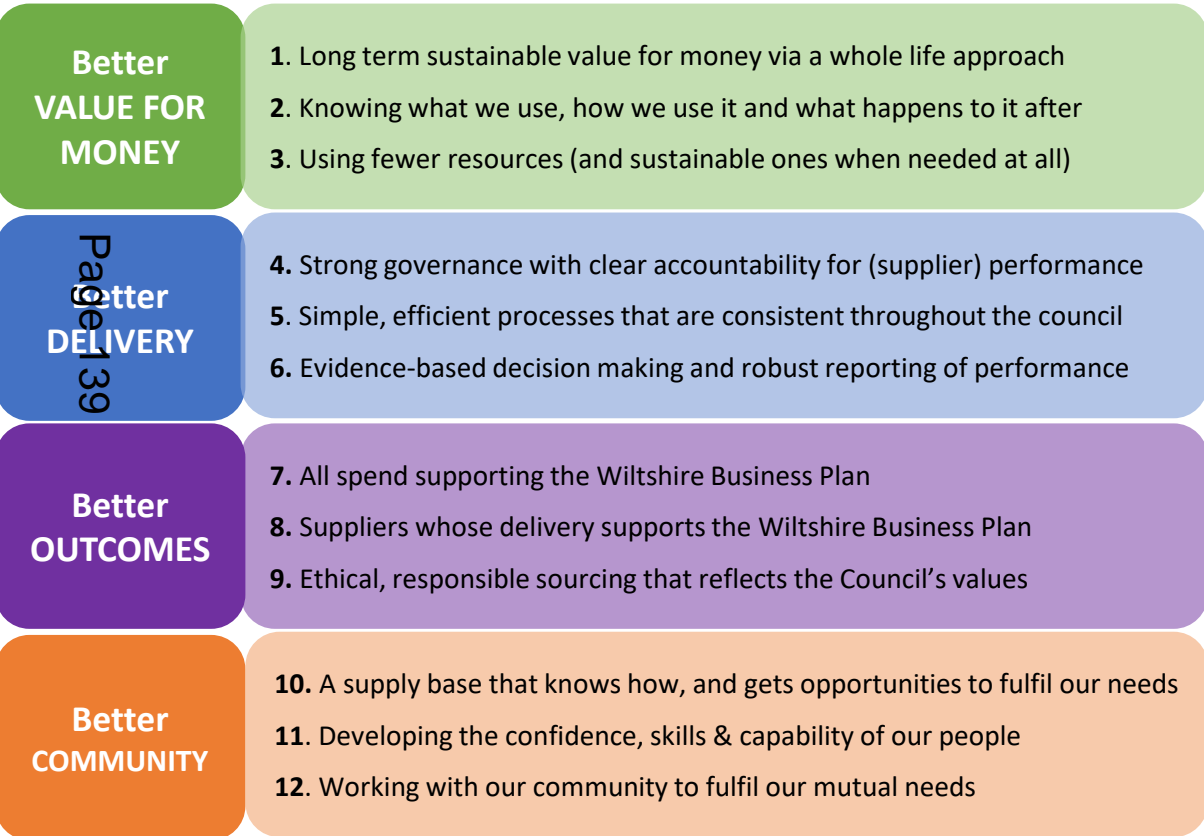 Better
VALUE FOR
MONEY
1. Long term sustainable value for money via a whole life approach
2. Knowing what we use, how we use it and what happens to it after
3. Using fewer resources (and sustainable ones when needed at all)
Better
DELIVERY
Page 139
4. Strong governance with clear accountability for (supplier) performance
5. Simple, efficient processes that are consistent throughout the council
6. Evidence-based decision making and robust reporting of performance
Better
OUTCOMES
7. All spend supporting the Wiltshire Business Plan
8. Suppliers whose delivery supports the Wiltshire Business Plan
9. Ethical, responsible sourcing that reflects the Council’s values
Better
COMMUNITY
10. A supply base that knows how, and gets opportunities to fulfil our needs
11. Developing the confidence, skills & capability of our people
12. Working with our community to fulfil our mutual needs